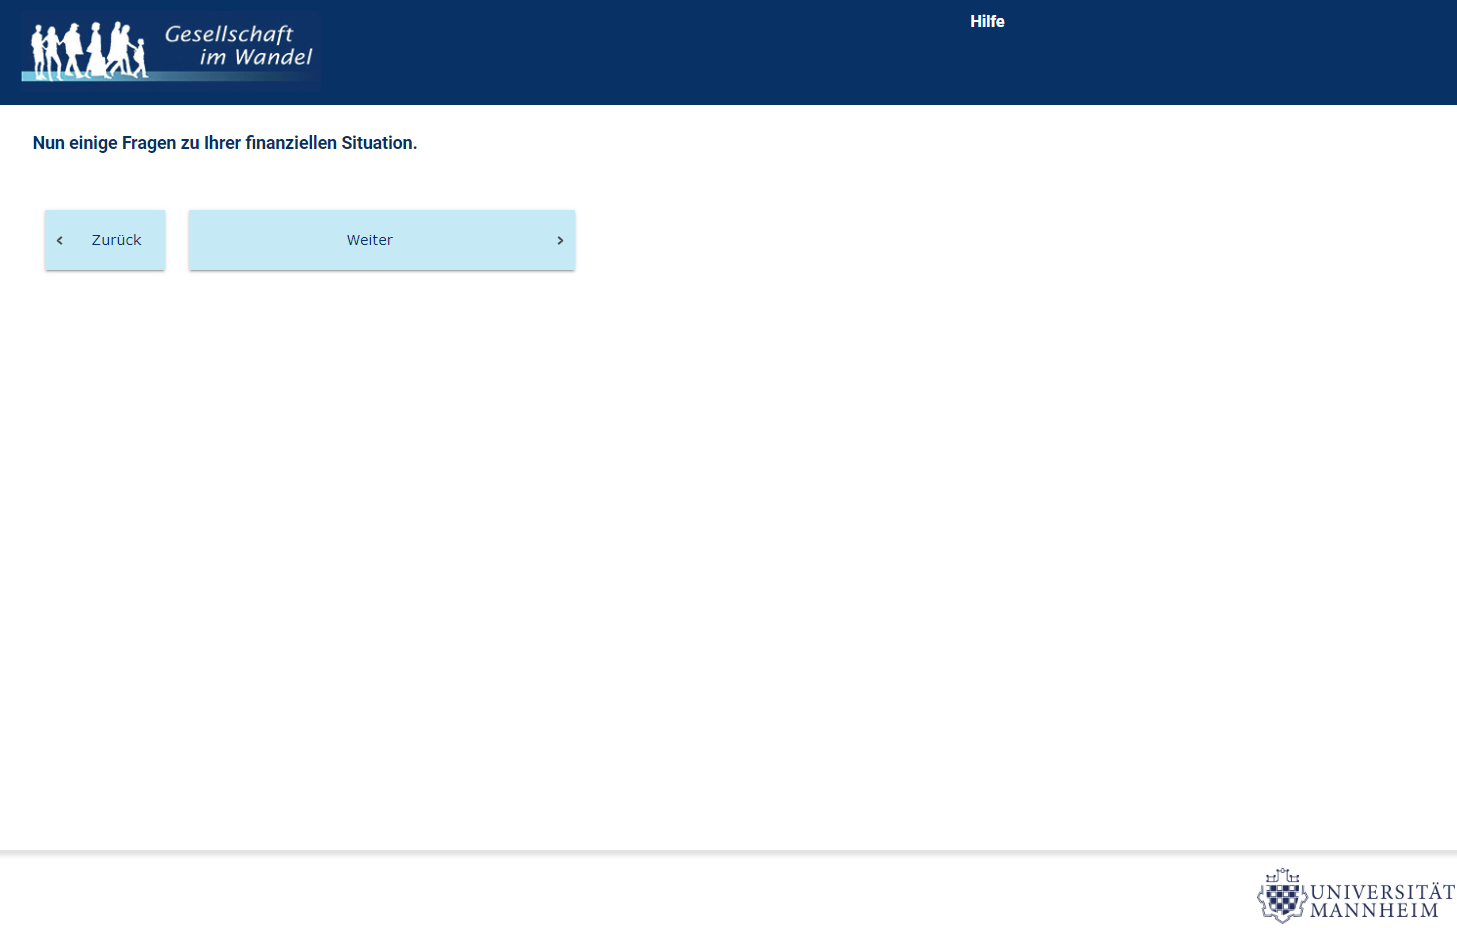 Gesellschaft
im Wandel
Hilfe
Nun einige Fragen zu Ihrer finanziellen Situation.
‹ Zurück
Weiter ›
UNIVERSITÄT
MANNHEIM